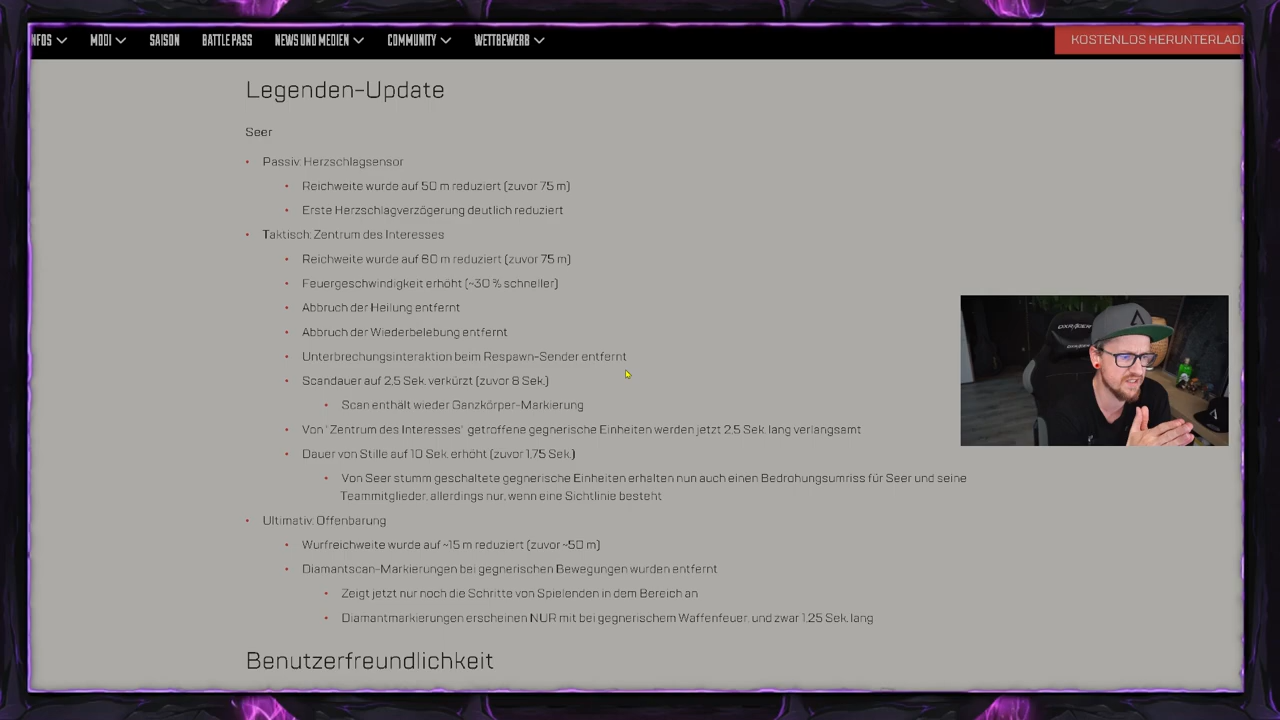 NFOS
MODI
SAISON
BATTLE PASS
NEWS UND MEDIEN
COMMUNITY
WETTBEWERB
KOSTENLOS HERUNTERLADE
Legenden-Update
Seer
• Passiv: Herzschlagsensor
• Reichweite wurde auf 50 m reduziert (zuvor 75 m)
• Erste Herzschlagverzögerung deutlich reduziert
• Taktisch: Zentrum des Interesses
• Reichweite wurde auf 60 m reduziert (zuvor 75 m)
• Feuergeschwindigkeit erhöht (~30 % schneller)
• Abbruch der Heilung entfernt
• Abbruch der Wiederbelebung entfernt
• Unterbrechungsinteraktion beim Respawn-Sender entfernt
• Scandauer auf 2,5 Sek. verkürzt (zuvor 8 Sek.)
• Scan enthält wieder Ganzkörper-Markierung
• Von "Zentrum des Interesses" getroffene gegnerische Einheiten werden jetzt 2,5 Sek. lang verlangsamt
• Dauer von Stille auf 10 Sek. erhöht (zuvor 1,75 Sek.)
• Von Seer stumm geschaltete gegnerische Einheiten erhalten nun auch einen Bedrohungsumriss für Seer und seine
Teammitglieder, allerdings nur, wenn eine Sichtlinie besteht
• Ultimativ: Offenbarung
• Wurfreichweite wurde auf ~15 m reduziert (zuvor ~50 m)
• Diamantscan-Markierungen bei gegnerischen Bewegungen wurden entfernt
• Zeigt jetzt nur noch die Schritte von Spielenden in dem Bereich an
• Diamantmarkierungen erscheinen NUR mit bei gegnerischem Waffenfeuer, und zwar 1,25 Sek. lang
Benutzerfreundlichkeit